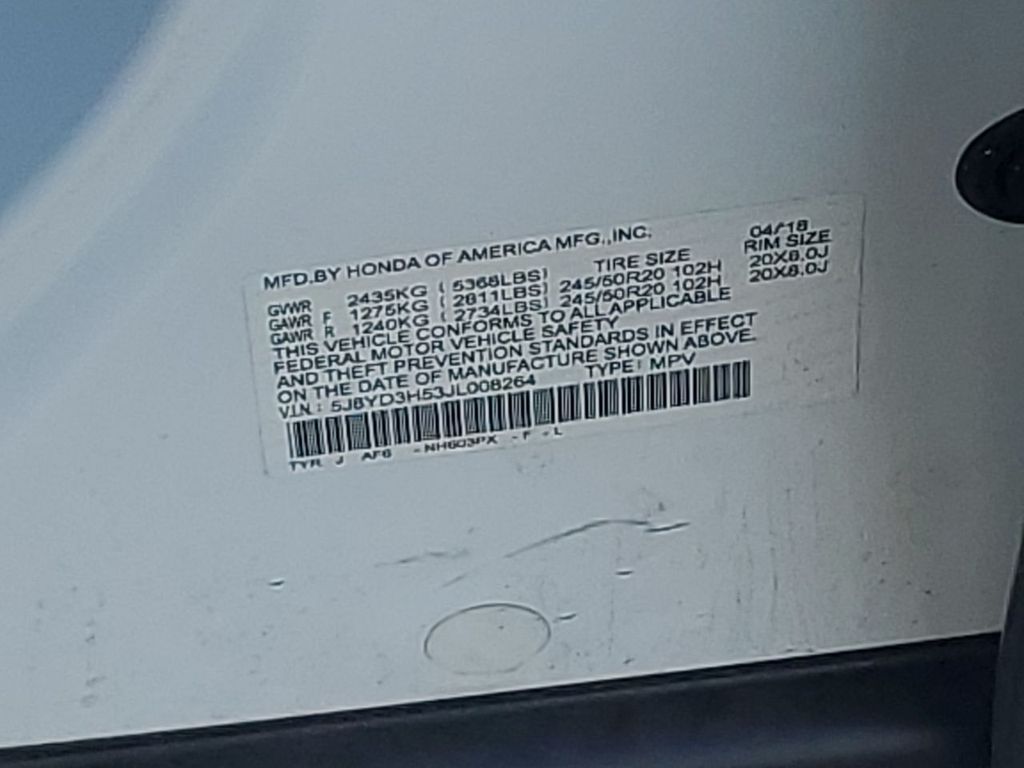 MFD.BY HONDA OF AMERICA MFG.,INC. 04/18
GVWR 2435KG ( 5368LBS) TIRE SIZE RIM SIZE
GAWR F 1275KG ( 2811LBS) 245/50R20 102H 20X8.0J
GAWR R 1240KG ( 2734LBS) 245/50R20 102H 20X8.0J
THIS VEHICLE CONFORMS TO ALL APPLICABLE
FEDERAL MOTOR VEHICLE SAFETY
AND THEFT PREVENTION STANDARDS IN EFFECT
ON THE DATE OF MANUFACTURE SHOWN ABOVE.
V.I.N.: 5J8YD3H53JL008264 TYPE: MPV
TYR J AF6 -NH603PX -F -L